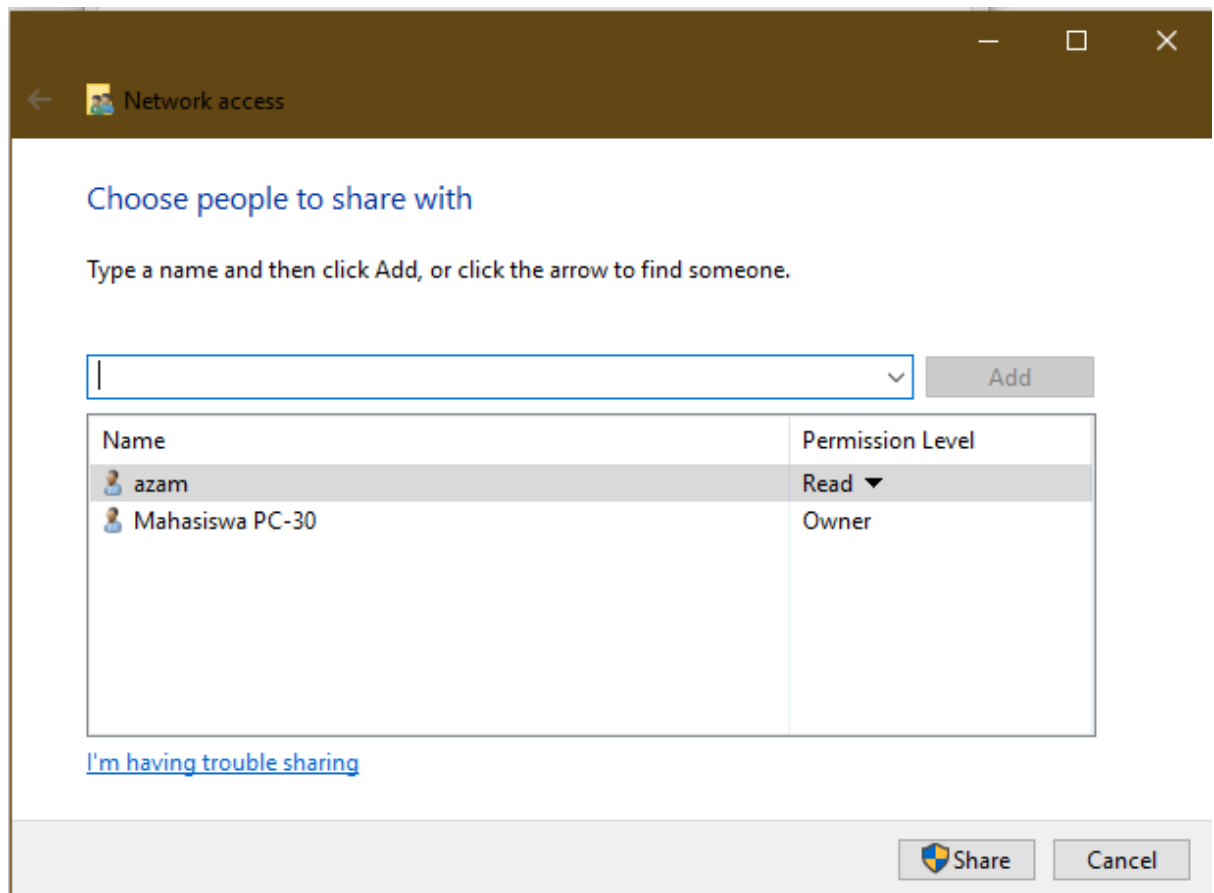 Network access
Choose people to share with
Type a name and then click Add, or click the arrow to find someone.
Add
Name Permission Level
azam Read
Mahasiswa PC-30 Owner
I'm having trouble sharing
Share Cancel